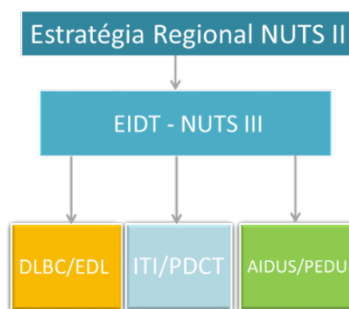 Estratégia Regional NUTS II
EIDT - NUTS III
DLBC/EDL
ITI/PDCT
AIDUS/PEDU